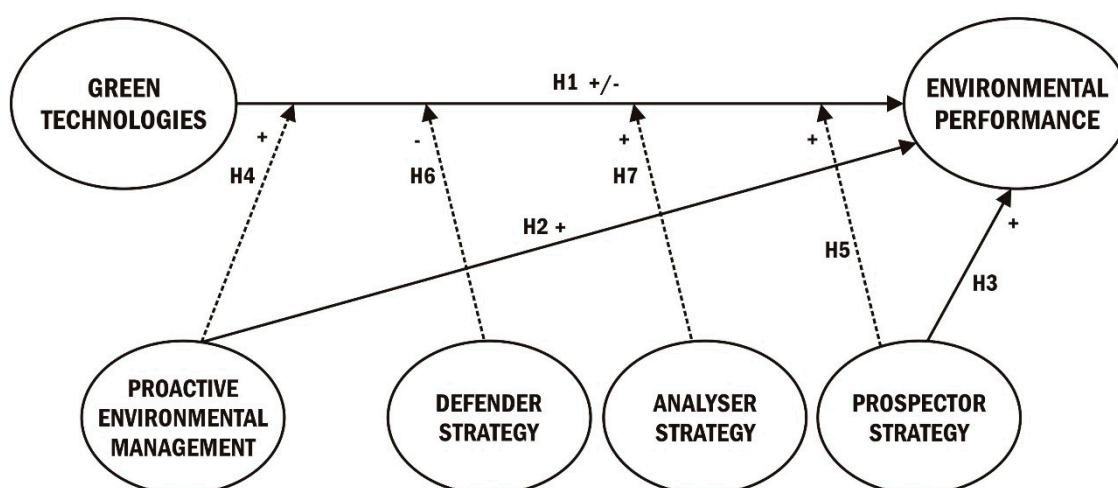 GREEN
TECHNOLOGIES
H1 +/-
ENVIRONMENTAL
PERFORMANCE
+
H4
-
H6
+
H7
+
H5
H2 +
+
H3
PROACTIVE
ENVIRONMENTAL
MANAGEMENT
DEFENDER
STRATEGY
ANALYSER
STRATEGY
PROSPECTOR
STRATEGY